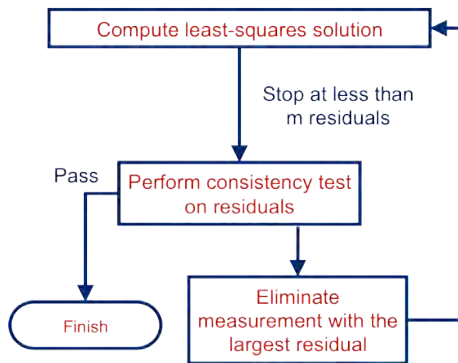 Compute least-squares solution
Stop at less than
m residuals
Pass
Perform consistency test
on residuals
Eliminate
measurement with the
largest residual
Finish